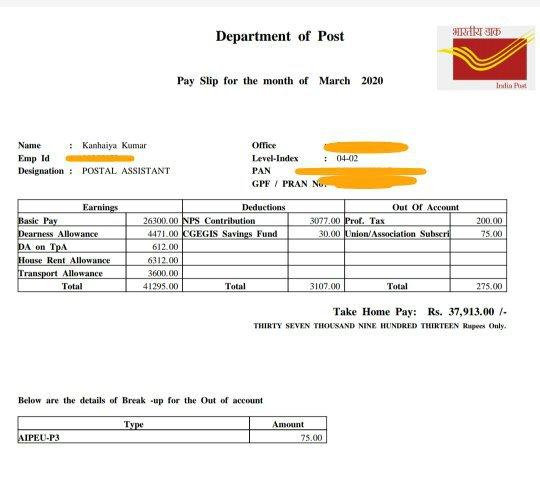 Department of Post
भारतीय डाक
India Post
Pay Slip for the month of March 2020
Name : Kanhaiya Kumar
Office :
Emp Id
Level-Index : 04-02
Designation : POSTAL ASSISTANT
PAN
GPF / PRAN No.
Earnings Deductions Out Of Account
Basic Pay 26300.00 NPS Contribution 3077.00 Prof. Tax 200.00
Dearness Allowance 4471.00 CGEGIS Savings Fund 30.00 Union/Association Subscri 75.00
DA on TpA 612.00
House Rent Allowance 6312.00
Transport Allowance 3600.00
Total 41295.00 Total 3107.00 Total 275.00
Take Home Pay: Rs. 37,913.00 /-
THIRTY SEVEN THOUSAND NINE HUNDRED THIRTEEN Rupees Only.
Below are the details of Break -up for the Out of account
Type Amount
AIPEU-P3 75.00